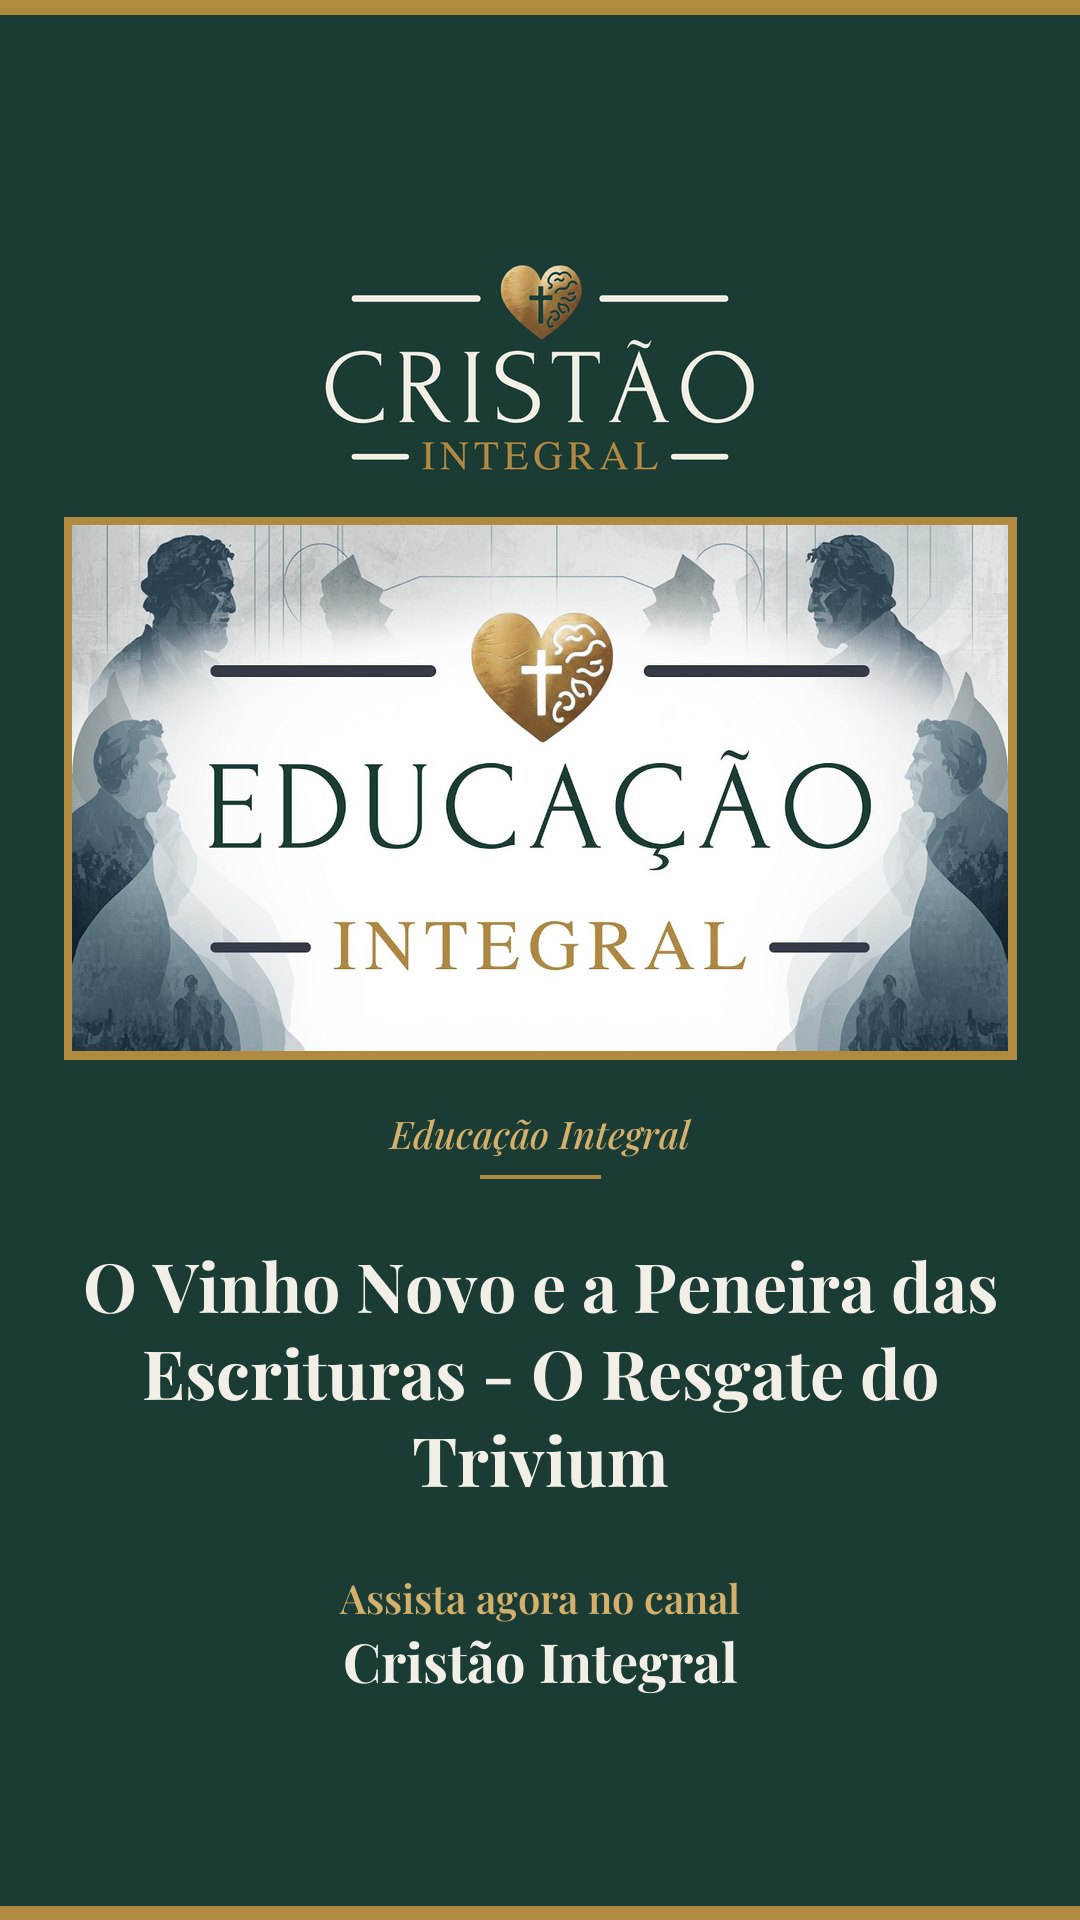 CRISTÃO
INTEGRAL
EDUCAÇÃO
INTEGRAL
Educação Integral
O Vinho Novo e a Peneira das
Escrituras - O Resgate do
Trivium
Assista agora no canal
Cristão Integral